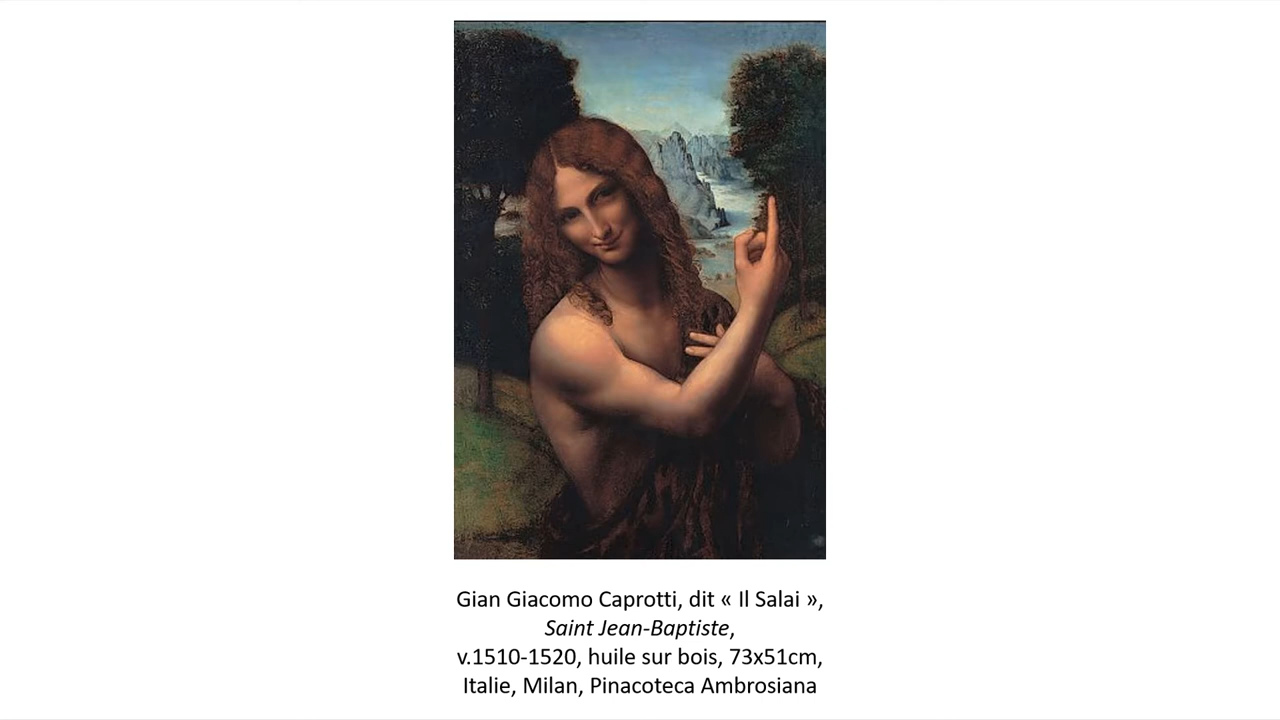 Gian Giacomo Caprotti, dit « Il Salai »,
Saint Jean-Baptiste,
v.1510-1520, huile sur bois, 73x51cm,
Italie, Milan, Pinacoteca Ambrosiana